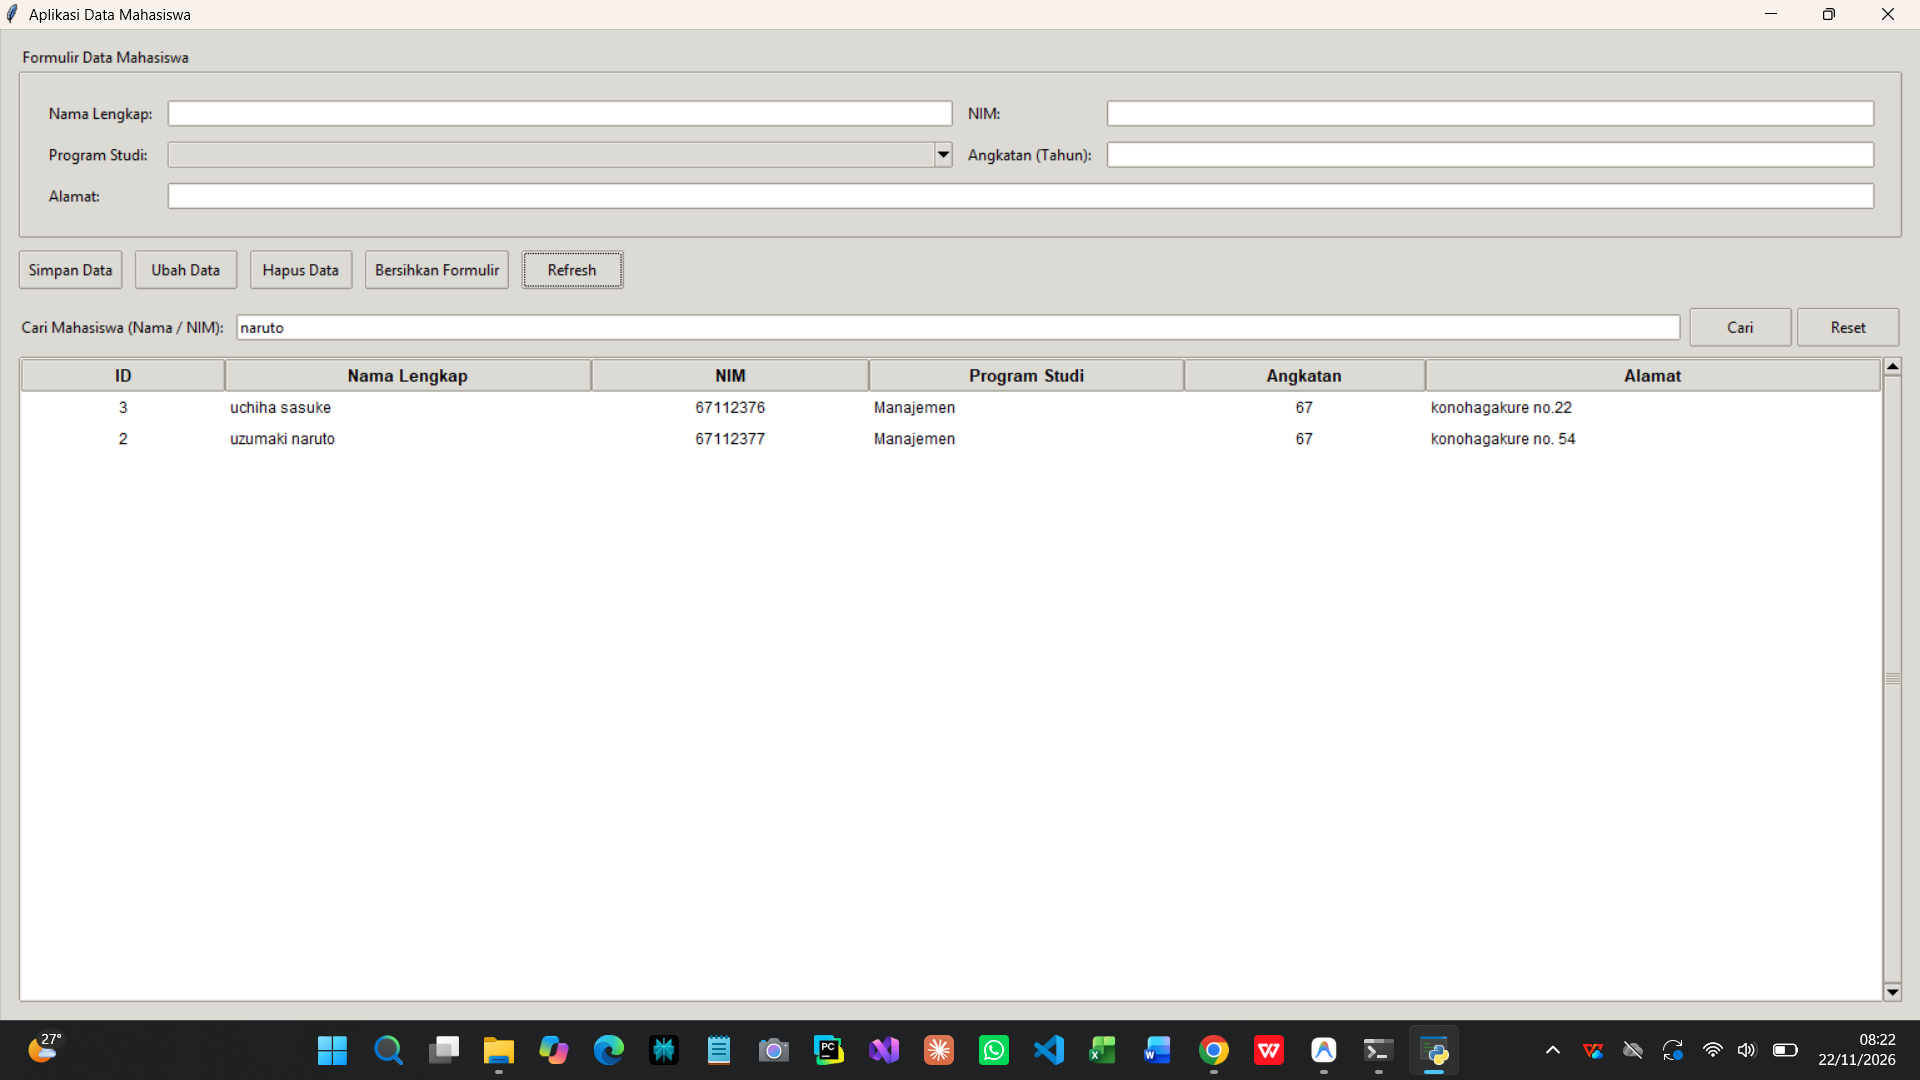 Aplikasi Data Mahasiswa
Formulir Data Mahasiswa
Nama Lengkap:
NIM:
Program Studi:
Angkatan (Tahun):
Alamat:
Simpan Data Ubah Data Hapus Data Bersihkan Formulir Refresh
Cari Mahasiswa (Nama / NIM): naruto Cari Reset
ID Nama Lengkap NIM Program Studi Angkatan Alamat
3 uchiha sasuke 67112376 Manajemen 67 konohagakure no.22
2 uzumaki naruto 67112377 Manajemen 67 konohagakure no. 54
27°
PC
W
08:22
22/11/2026